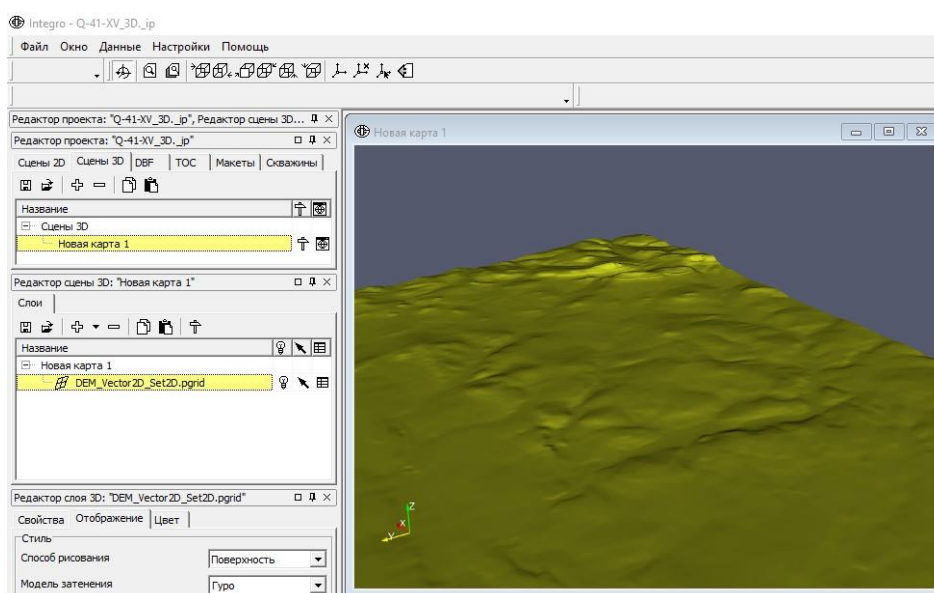 Integro - Q-41-XV_3D._ip
Файл Окно Данные Настройки Помощь
Редактор проекта: "Q-41-XV_3D._ip", Редактор сцены 3D...
Редактор проекта: "Q-41-XV_3D._ip"
Сцены 2D Сцены 3D DBF TOC Макеты Скважины
Название
Сцены 3D
Новая карта 1
Редактор сцены 3D: "Новая карта 1"
Слои
Название
Новая карта 1
DEM_Vector2D_Set2D.pgrid
Редактор слоя 3D: "DEM_Vector2D_Set2D.pgrid"
Свойства Отображение Цвет
Стиль
Способ рисования Поверхность
Модель затенения Гуро
Новая карта 1
Z
X
Y